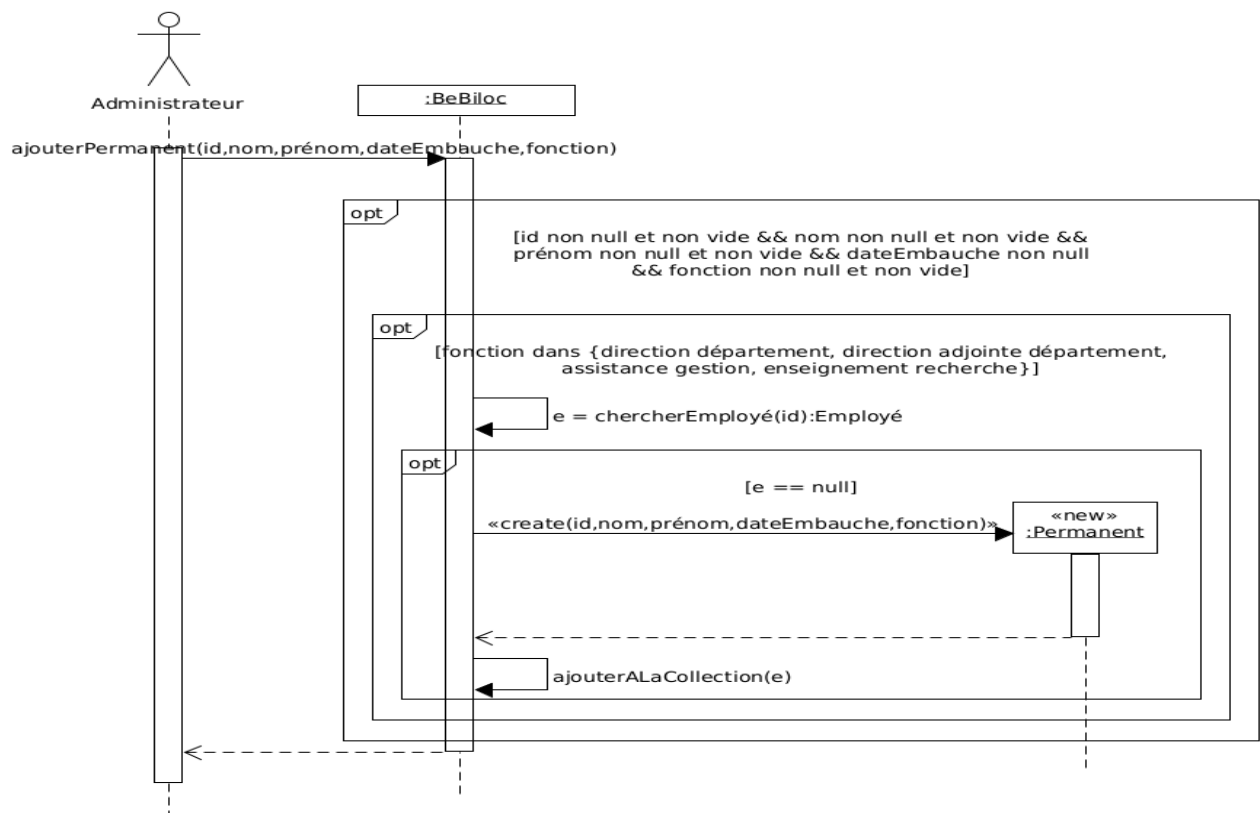 Administrateur
:BeBiloc
ajouterPermanent(id,nom,prénom,dateEmbauche,fonction)
opt
[id non null et non vide && nom non null et non vide &&
prénom non null et non vide && dateEmbauche non null
&& fonction non null et non vide]
opt
[fonction dans {direction département, direction adjointe département,
assistance gestion, enseignement recherche}]
e = chercherEmployé(id):Employé
opt
[e == null]
«create(id,nom,prénom,dateEmbauche,fonction)»
«new»
:Permanent
ajouterALaCollection(e)